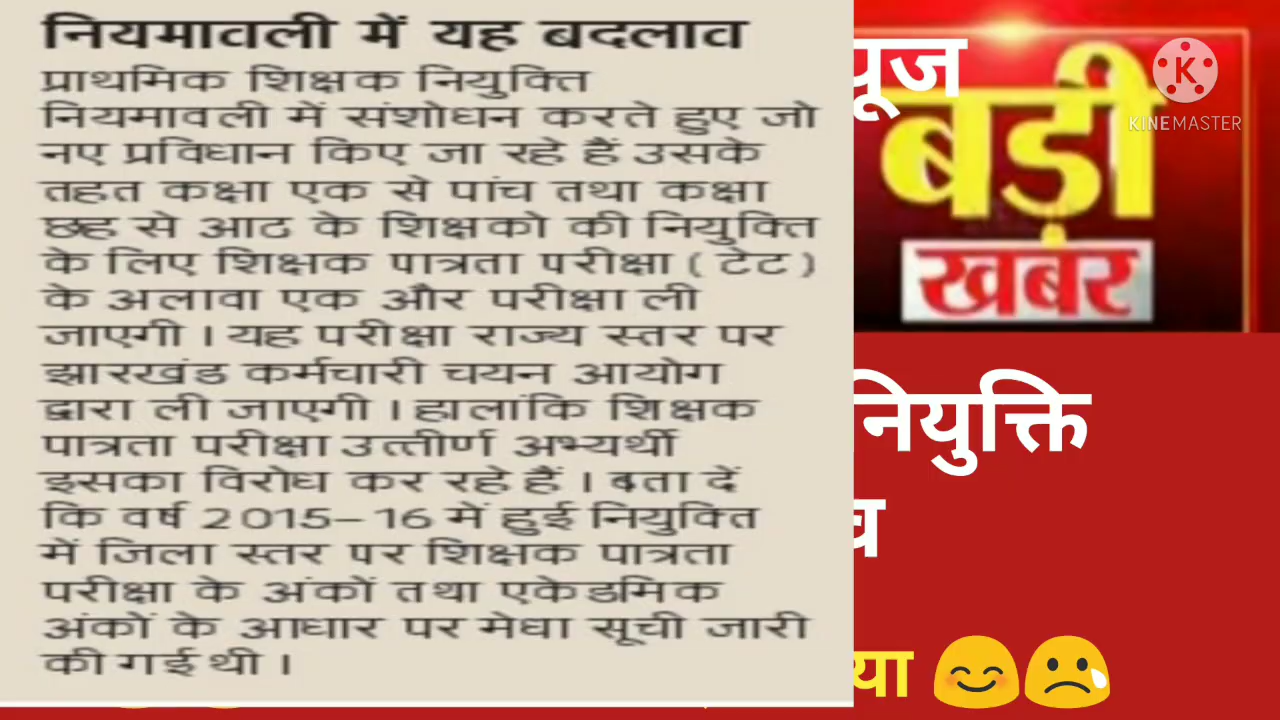 नियमावली में यह बदलाव
प्राथमिक शिक्षक नियुक्ति
नियमावली में संशोधन करते हुए जो
नए प्रविधान किए जा रहे हैं उसके
तहत कक्षा एक से पांच तथा कक्षा
छह से आठ के शिक्षको की नियुक्ति
के लिए शिक्षक पात्रता परीक्षा ( टेट )
के अलावा एक और परीक्षा ली
जाएगी । यह परीक्षा राज्य स्तर पर
झारखंड कर्मचारी चयन आयोग
द्वारा ली जाएगी । हालांकि शिक्षक
पात्रता परीक्षा उत्तीर्ण अभ्यर्थी
इसका विरोध कर रहे हैं । बता दें
कि वर्ष 2015–16 में हुई नियुक्ति
में जिला स्तर पर शिक्षक पात्रता
परीक्षा के अंकों तथा एकेडमिक
अंकों के आधार पर मेधा सूची जारी
की गई थी ।
बड़ी
खबर
K
KINEMASTER
नियुक्ति